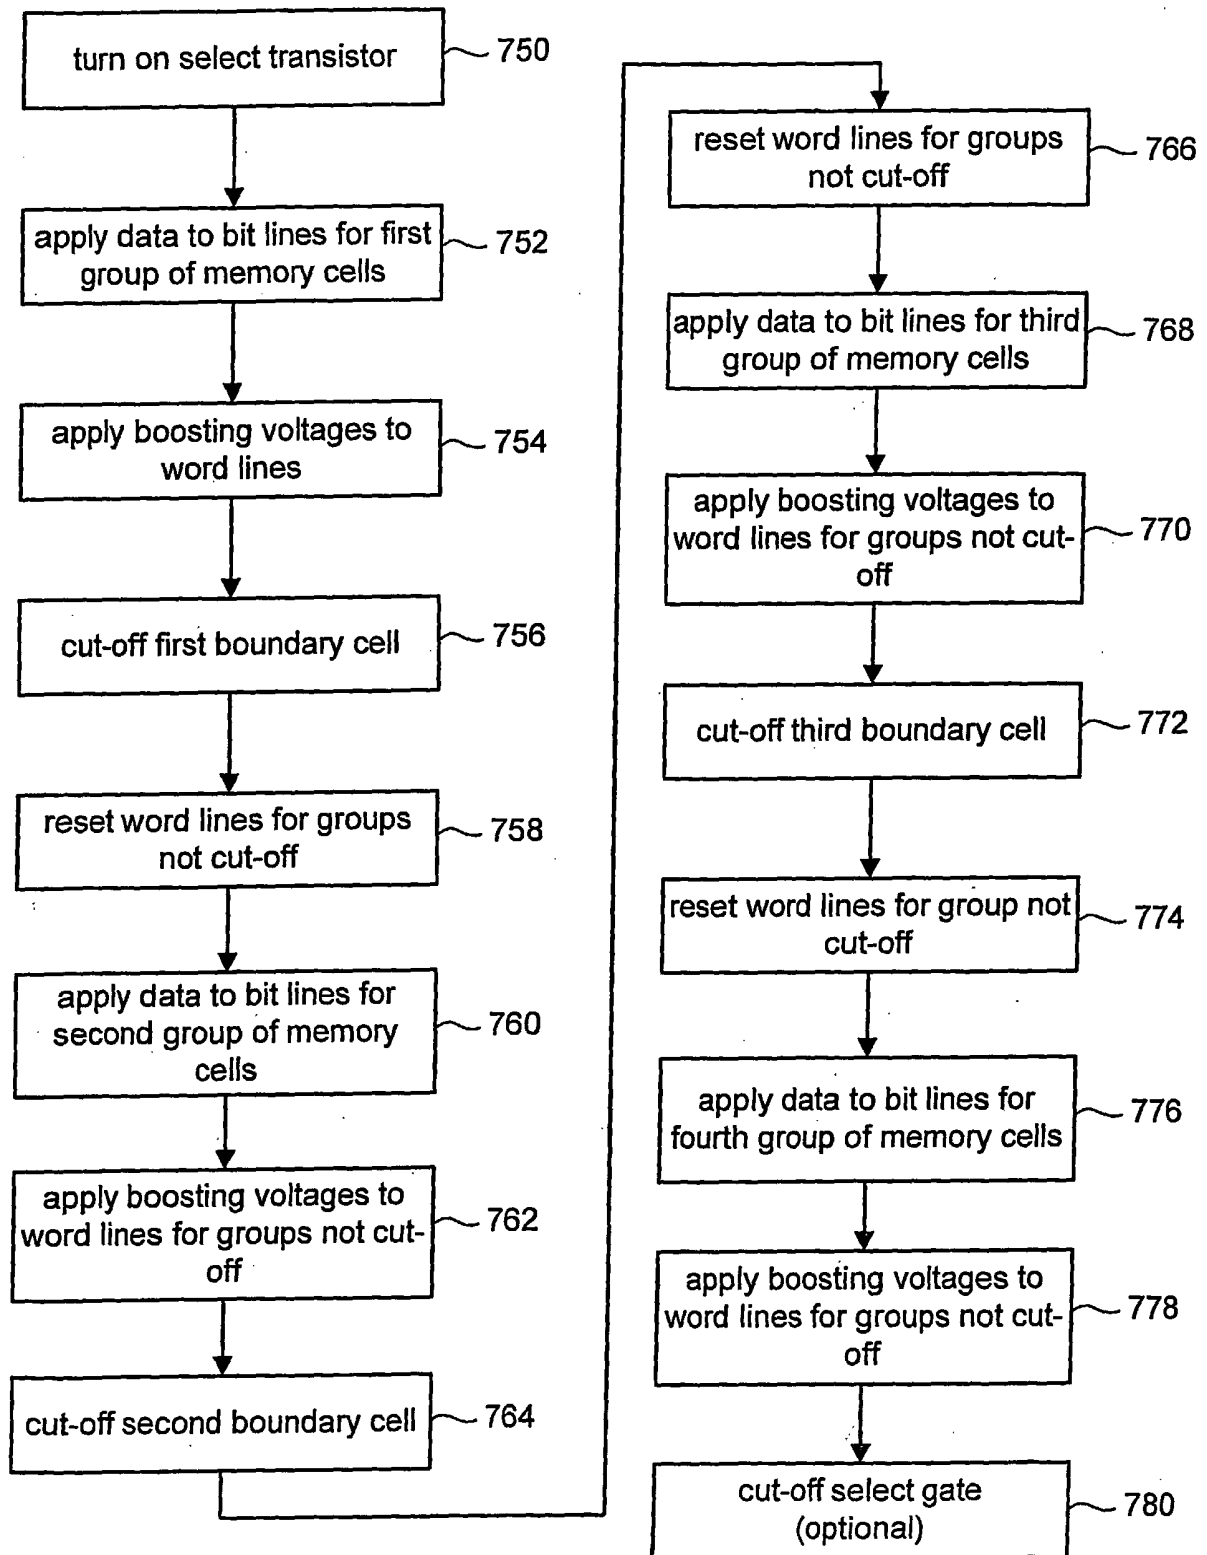 turn on select transistor
750
apply data to bit lines for first
group of memory cells
752
apply boosting voltages to
word lines
754
cut-off first boundary cell
756
reset word lines for groups
not cut-off
758
apply data to bit lines for
second group of memory
cells
760
apply boosting voltages to
word lines for groups not cut-
off
762
cut-off second boundary cell
764
reset word lines for groups
not cut-off
766
apply data to bit lines for third
group of memory cells
768
apply boosting voltages to
word lines for groups not cut-
off
770
cut-off third boundary cell
772
reset word lines for group not
cut-off
774
apply data to bit lines for
fourth group of memory cells
776
apply boosting voltages to
word lines for groups not cut-
off
778
cut-off select gate
(optional)
780